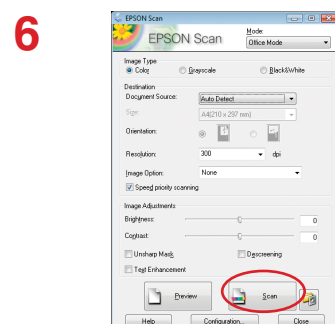 6
EPSON Scan
EPSON Scan
Mode:
Office Mode
Image Type
Color Grayscale Black&White
Destination
Document Source: Auto Detect
Size: A4(210 x 297 mm)
Orientation:
Resolution: 300 dpi
Image Option: None
Speed priority scanning
Image Adjustments
Brightness: 0
Contrast: 0
Unsharp Mask Descreening
Text Enhancement
Preview Scan
Help Configuration... Close